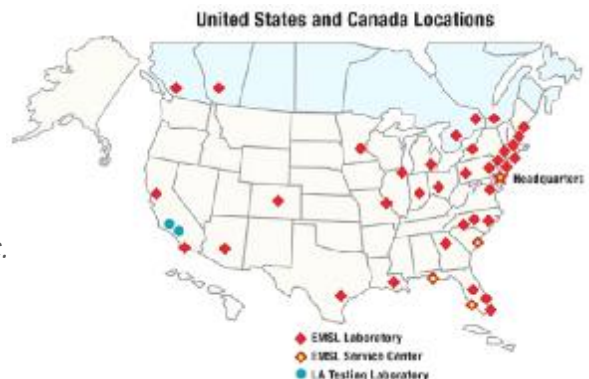 United States and Canada Locations
Headquarters
EMSL Laboratory
EMSL Service Center
LA Testing Laboratory